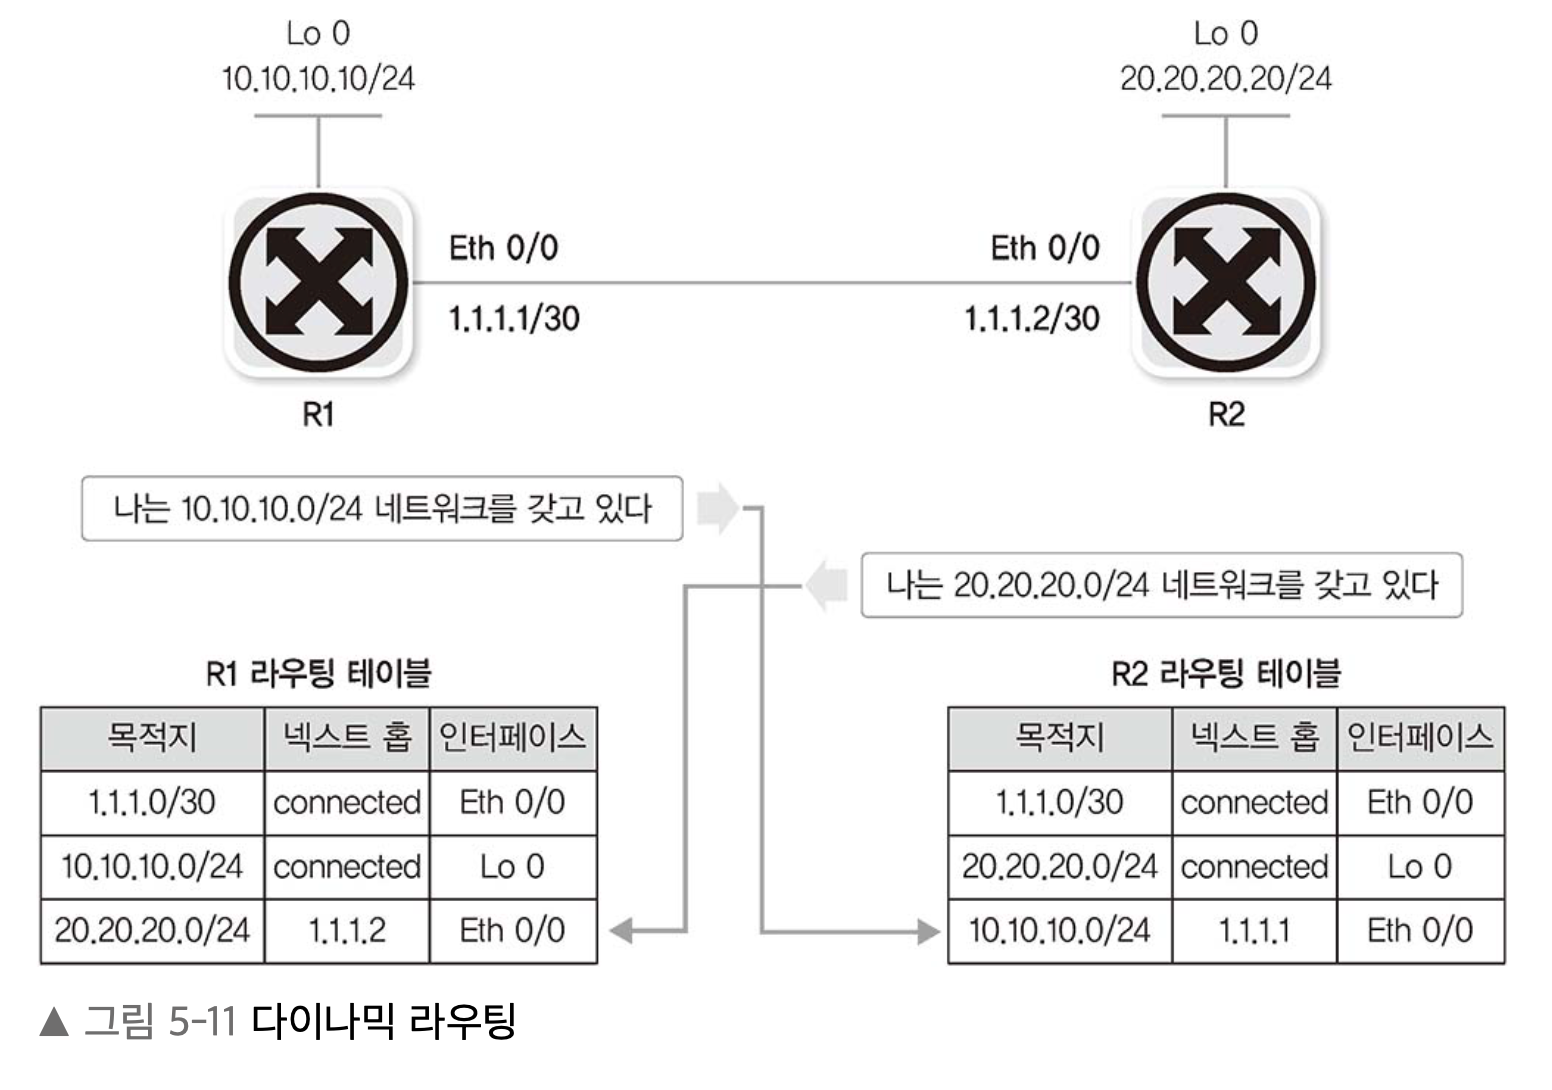 Lo 0
10.10.10.10/24
Lo 0
20.20.20.20/24
Eth 0/0
1.1.1.1/30
Eth 0/0
1.1.1.2/30
R1
R2
나는 10.10.10.0/24 네트워크를 갖고 있다
나는 20.20.20.0/24 네트워크를 갖고 있다
R1 라우팅 테이블
목적지 넥스트 홉 인터페이스
1.1.1.0/30 connected Eth 0/0
10.10.10.0/24 connected Lo 0
20.20.20.0/24 1.1.1.2 Eth 0/0
R2 라우팅 테이블
목적지 넥스트 홉 인터페이스
1.1.1.0/30 connected Eth 0/0
20.20.20.0/24 connected Lo 0
10.10.10.0/24 1.1.1.1 Eth 0/0
▲ 그림 5-11 다이나믹 라우팅